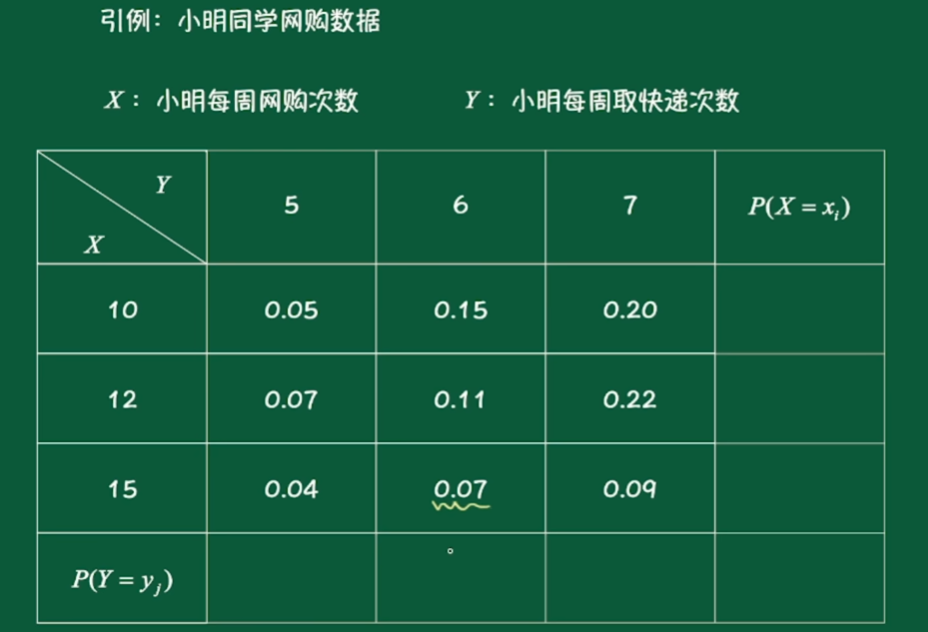 引例：小明同学网购数据
X：小明每周网购次数 Y：小明每周取快递次数
Y
X
5 6 7 P(X = xᵢ)
10 0.05 0.15 0.20
12 0.07 0.11 0.22
15 0.04 0.07 0.09
P(Y = yⱼ)